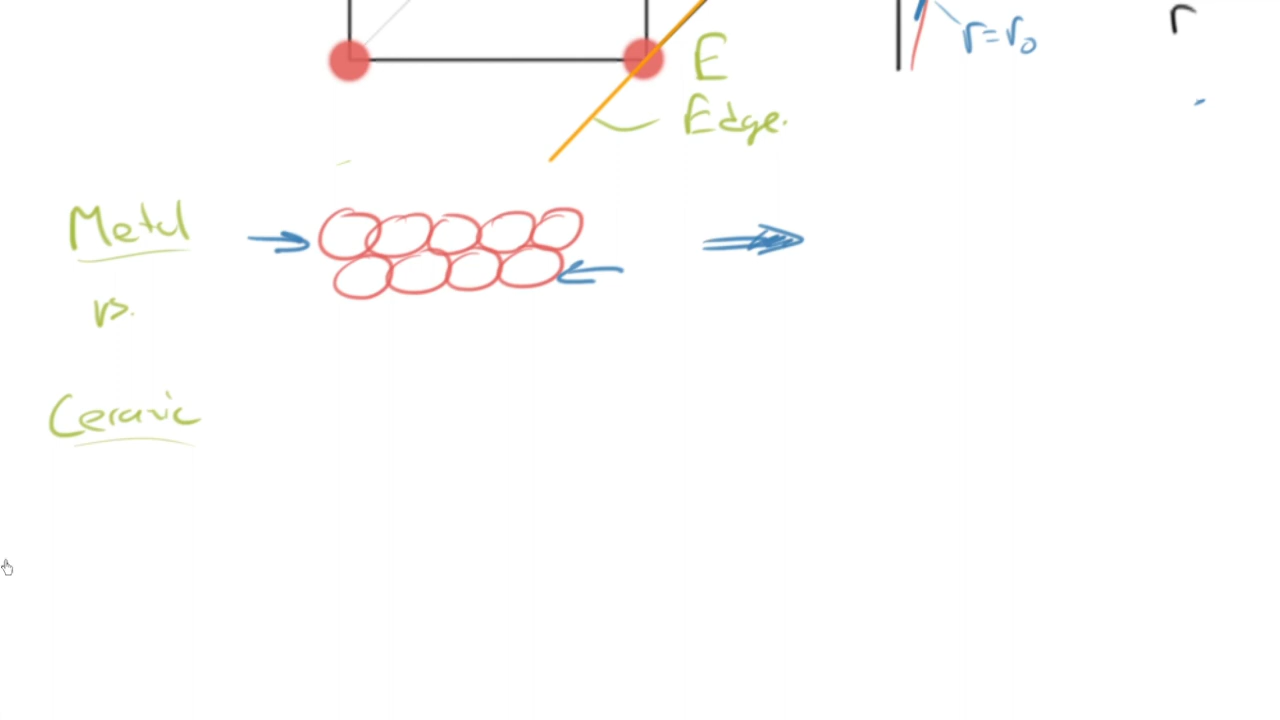 E
Edge.
r=r₀
r
Metal
vs.
Ceramic